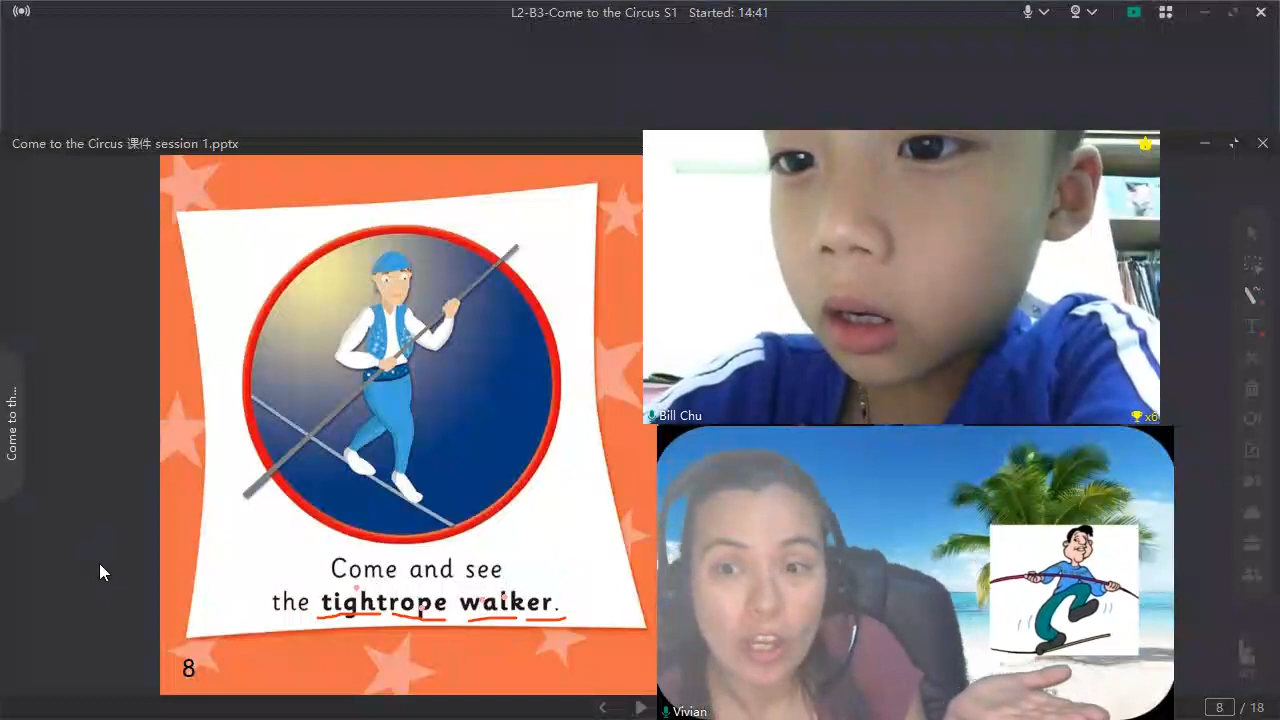 L2-B3-Come to the Circus S1 Started: 14:41
Come to the Circus 课件 session 1.pptx
Come to th...
Come and see
the tightrope walker.
8
Bill Chu
x6
Vivian
8 / 18